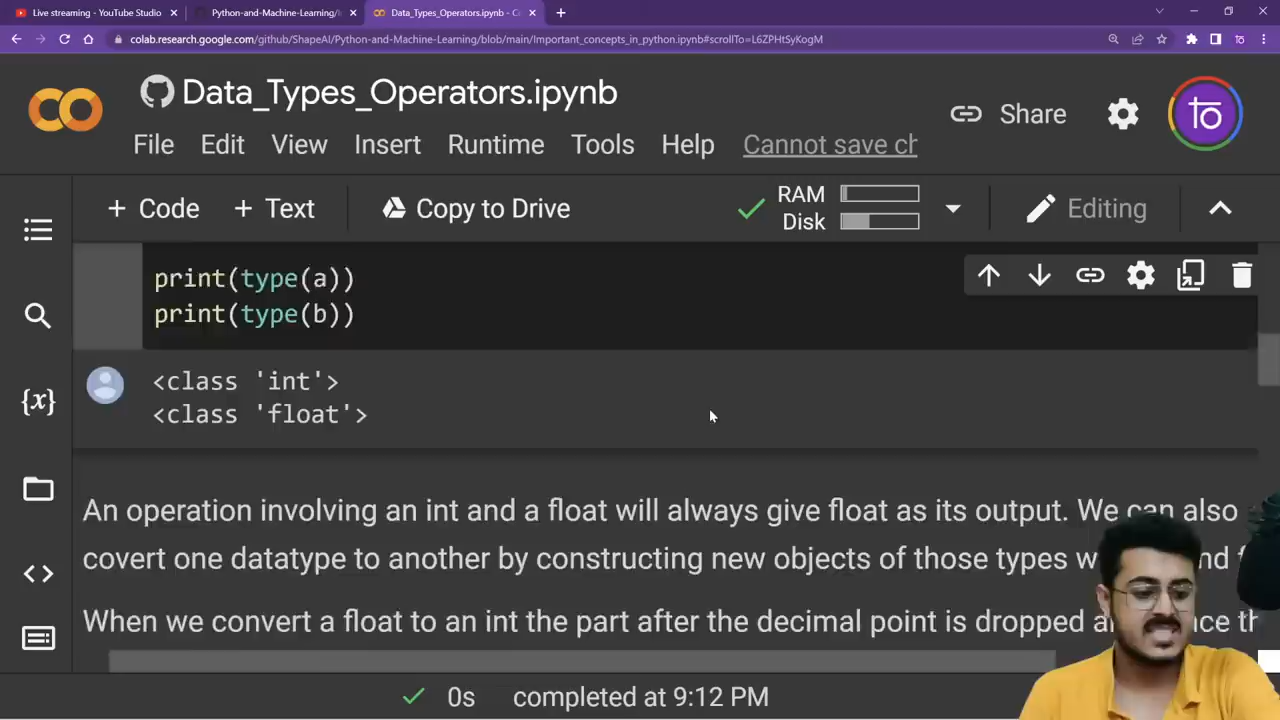 Live streaming - YouTube Studio
Python-and-Machine-Learning/
Data_Types_Operators.ipynb - C
colab.research.google.com/github/ShapeAI/Python-and-Machine-Learning/blob/main/Important_concepts_in_python.ipynb#scrollTo=L6ZPHtSyKogM
Data_Types_Operators.ipynb
File Edit View Insert Runtime Tools Help Cannot save ch
Share
+ Code + Text Copy to Drive
RAM
Disk
Editing
print(type(a))
print(type(b))
<class 'int'>
<class 'float'>
An operation involving an int and a float will always give float as its output. We can also
covert one datatype to another by constructing new objects of those types w
When we convert a float to an int the part after the decimal point is dropped
0s completed at 9:12 PM